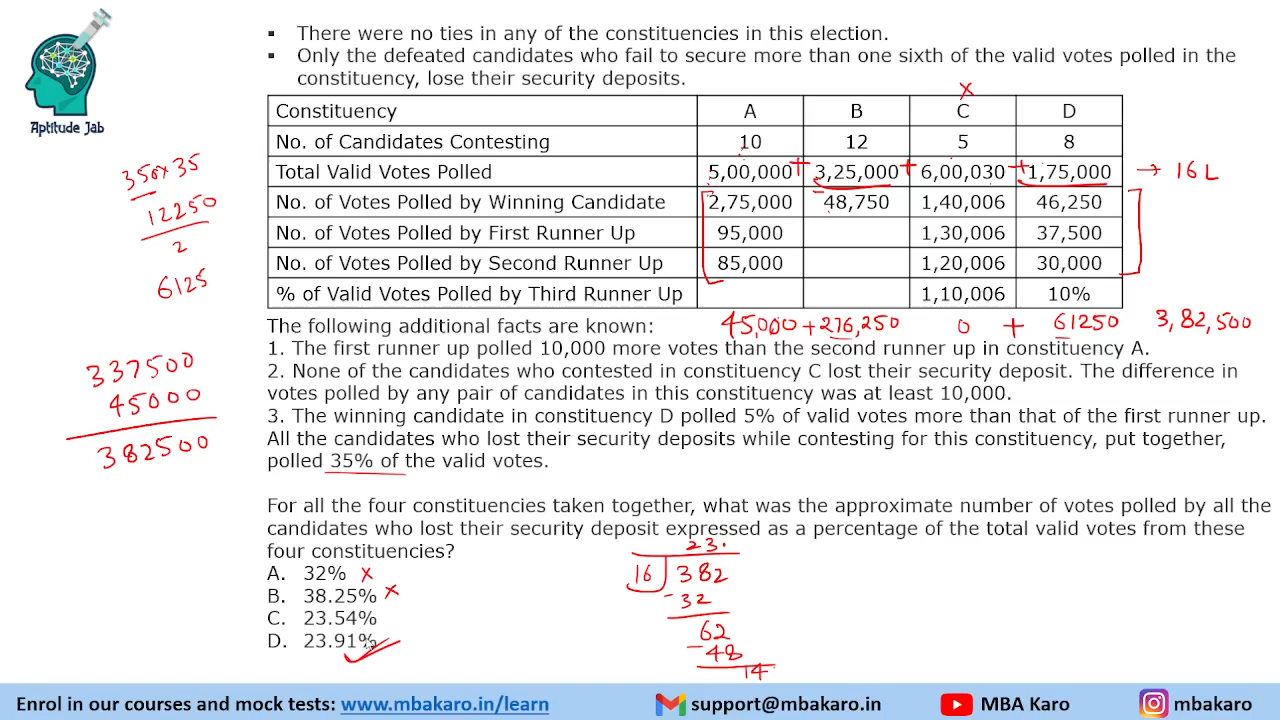 ▪ There were no ties in any of the constituencies in this election.
▪ Only the defeated candidates who fail to secure more than one sixth of the valid votes polled in the
constituency, lose their security deposits.
Aptitude Jab
x
Constituency A B C D
No. of Candidates Contesting 10 12 5 8
Total Valid Votes Polled 5,00,000 + 3,25,000 + 6,00,030 + 1,75,000 → 16 L
No. of Votes Polled by Winning Candidate 2,75,000 48,750 1,40,006 46,250
No. of Votes Polled by First Runner Up 95,000 1,30,006 37,500
No. of Votes Polled by Second Runner Up 85,000 1,20,006 30,000
% of Valid Votes Polled by Third Runner Up 1,10,006 10%
350x35
12250
2
6125
45,000 + 276,250 0 + 61250 3,82,500
The following additional facts are known:
1. The first runner up polled 10,000 more votes than the second runner up in constituency A.
2. None of the candidates who contested in constituency C lost their security deposit. The difference in
votes polled by any pair of candidates in this constituency was at least 10,000.
3. The winning candidate in constituency D polled 5% of valid votes more than that of the first runner up.
All the candidates who lost their security deposits while contesting for this constituency, put together,
polled 35% of the valid votes.
337500
45000
382500
For all the four constituencies taken together, what was the approximate number of votes polled by all the
candidates who lost their security deposit expressed as a percentage of the total valid votes from these
four constituencies?
A. 32% x
B. 38.25% x
C. 23.54%
D. 23.91%
23.
16 382
-32
62
-48
14
Enrol in our courses and mock tests: www.mbakaro.in/learn support@mbakaro.in MBA Karo mbakaro